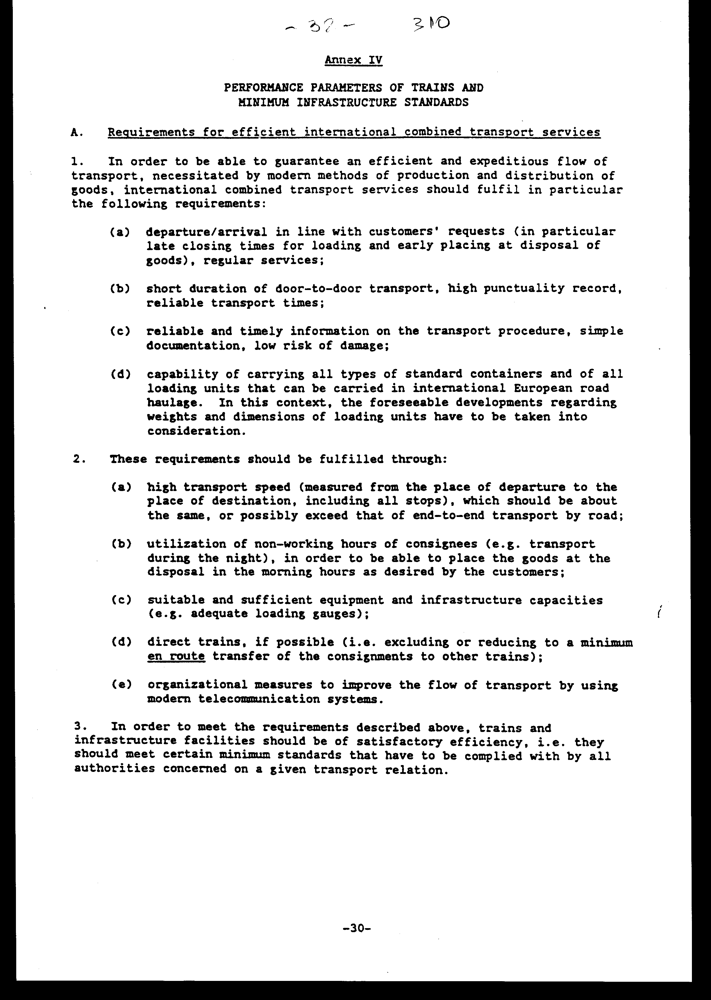 310
Annex IV
PERFORMANCE PARAMETERS OF TRAINS AND
MINIMUM INFRASTRUCTURE STANDARDS
A. Requirements for efficient international combined transport services
1. In order to be able to guarantee an efficient and expeditious flow of
transport, necessitated by modern methods of production and distribution of
goods, international combined transport services should fulfil in particular
the following requirements:
(a) departure/arrival in line with customers' requests (in particular
late closing times for loading and early placing at disposal of
goods), regular services;
(b) short duration of door-to-door transport, high punctuality record,
reliable transport times;
(c) reliable and timely information on the transport procedure, simple
documentation, low risk of damage;
(d) capability of carrying all types of standard containers and of all
loading units that can be carried in international European road
haulage. In this context, the foreseeable developments regarding
weights and dimensions of loading units have to be taken into
consideration.
2. These requirements should be fulfilled through:
(a) high transport speed (measured from the place of departure to the
place of destination, including all stops), which should be about
the same, or possibly exceed that of end-to-end transport by road;
(b) utilization of non-working hours of consignees (e.g. transport
during the night), in order to be able to place the goods at the
disposal in the morning hours as desired by the customers;
(c) suitable and sufficient equipment and infrastructure capacities
(e.g. adequate loading gauges);
(d) direct trains, if possible (i.e. excluding or reducing to a minimum
en route transfer of the consignments to other trains);
(e) organizational measures to improve the flow of transport by using
modern telecommunication systems.
3. In order to meet the requirements described above, trains and
infrastructure facilities should be of satisfactory efficiency, i.e. they
should meet certain minimum standards that have to be complied with by all
authorities concerned on a given transport relation.
-30-